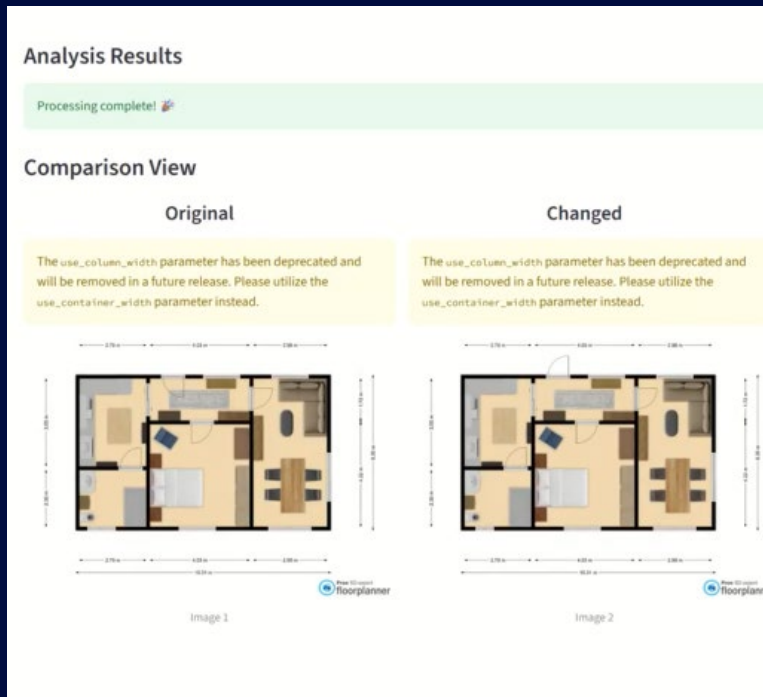 Analysis Results
Processing complete! 🎉
Comparison View
Original
Changed
The use_column_width parameter has been deprecated and
will be removed in a future release. Please utilize the
use_container_width parameter instead.
The use_column_width parameter has been deprecated and
will be removed in a future release. Please utilize the
use_container_width parameter instead.
floorplanner
floorplann
Image 1
Image 2